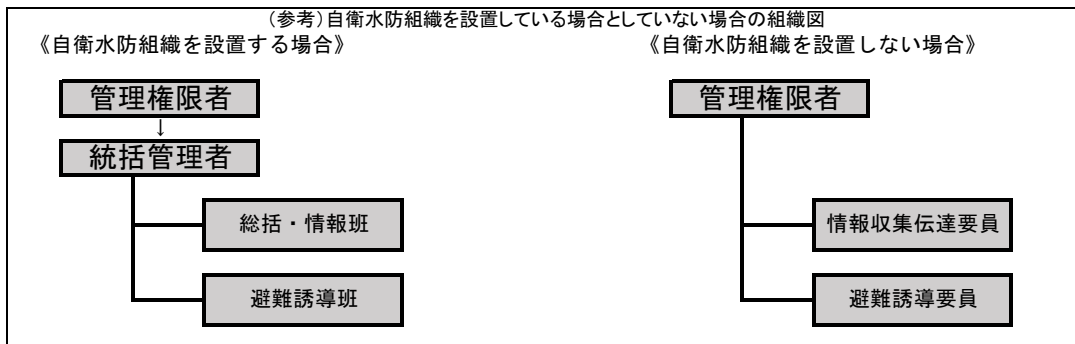 (参考)自衛水防組織を設置している場合としていない場合の組織図
《自衛水防組織を設置する場合》
管理権限者
↓
統括管理者
総括・情報班
避難誘導班
《自衛水防組織を設置しない場合》
管理権限者
情報収集伝達要員
避難誘導要員